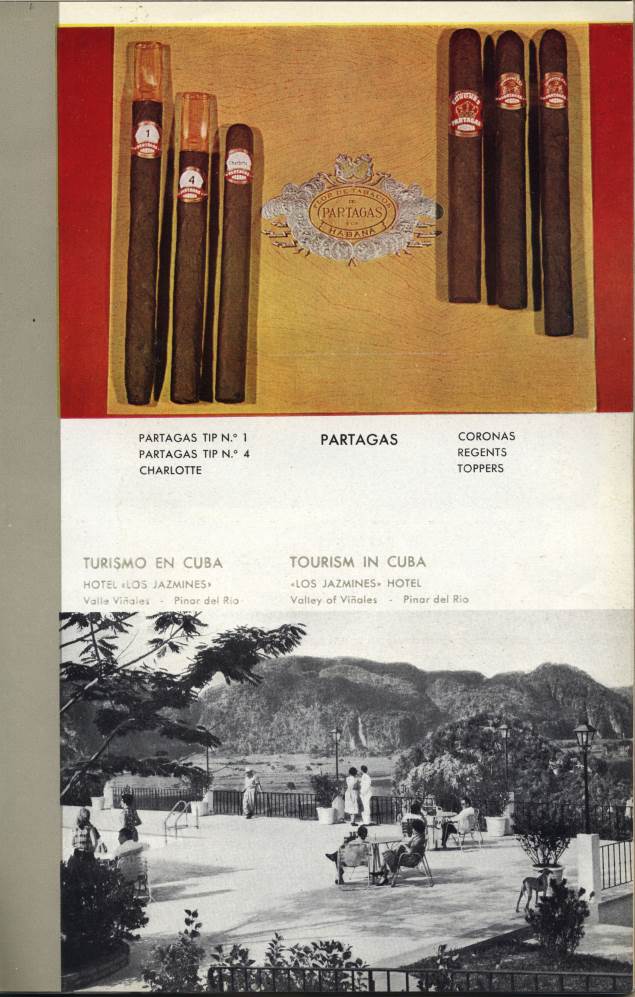 1
4
Charlotte
CORONAS
PARTAGAS
FLOR DE TABACOS
DE
PARTAGAS
Y CIA
HABANA
PARTAGAS TIP N.º 1
PARTAGAS TIP N.º 4
CHARLOTTE
PARTAGAS
CORONAS
REGENTS
TOPPERS
TURISMO EN CUBA
HOTEL «LOS JAZMINES»
Valle Viñales - Pinar del Rio
TOURISM IN CUBA
«LOS JAZMINES» HOTEL
Valley of Viñales - Pinar del Rio